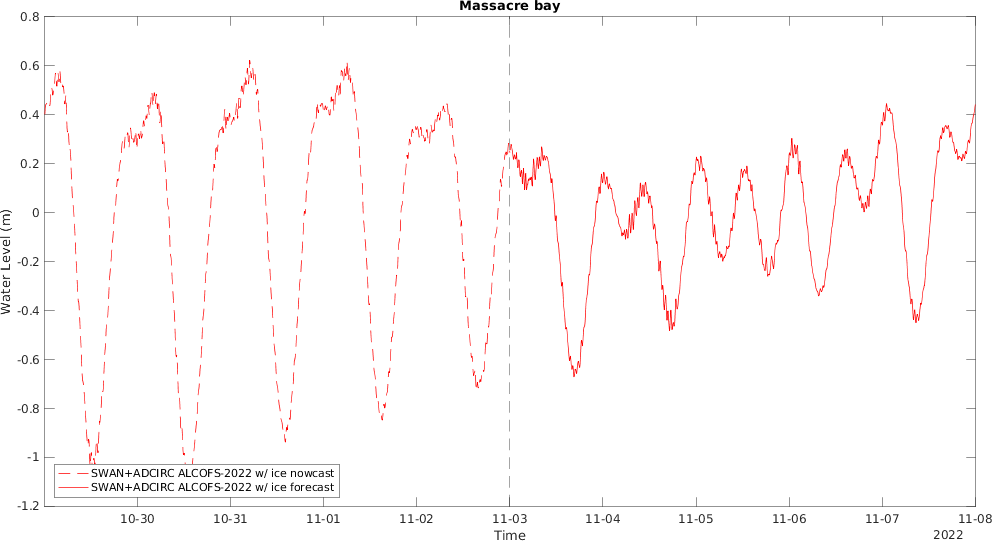 Massacre bay
Water Level (m)
0.8
0.6
0.4
0.2
0
-0.2
-0.4
-0.6
-0.8
-1
-1.2
SWAN+ADCIRC ALCOFS-2022 w/ ice nowcast
SWAN+ADCIRC ALCOFS-2022 w/ ice forecast
10-30 10-31 11-01 11-02 11-03 11-04 11-05 11-06 11-07 11-08
Time
2022